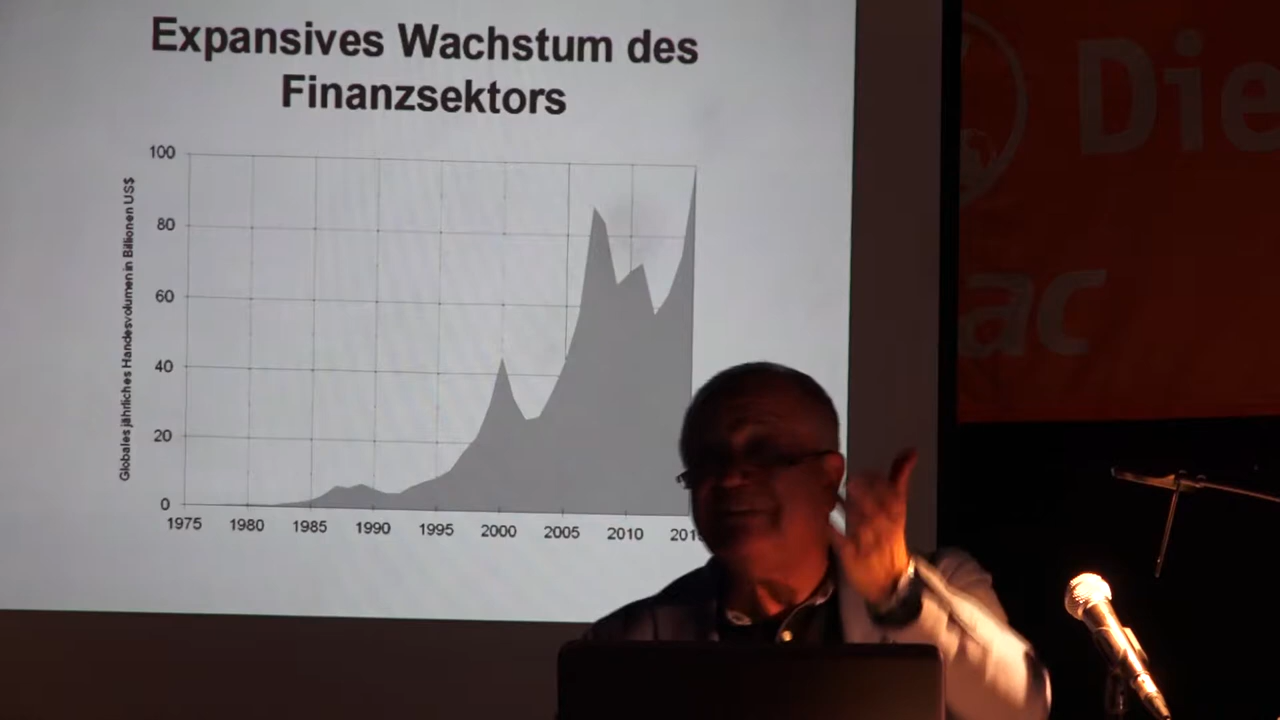 Expansives Wachstum des
Finanzsektors
Globales jährliches Handesvolumen in Billionen US$
100
80
60
40
20
0
1975 1980 1985 1990 1995 2000 2005 2010
Die
ac